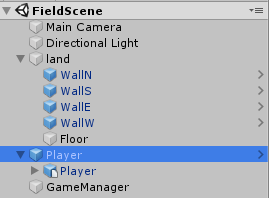 FieldScene
Main Camera
Directional Light
land
WallN
WallS
WallE
WallW
Floor
Player
Player
GameManager